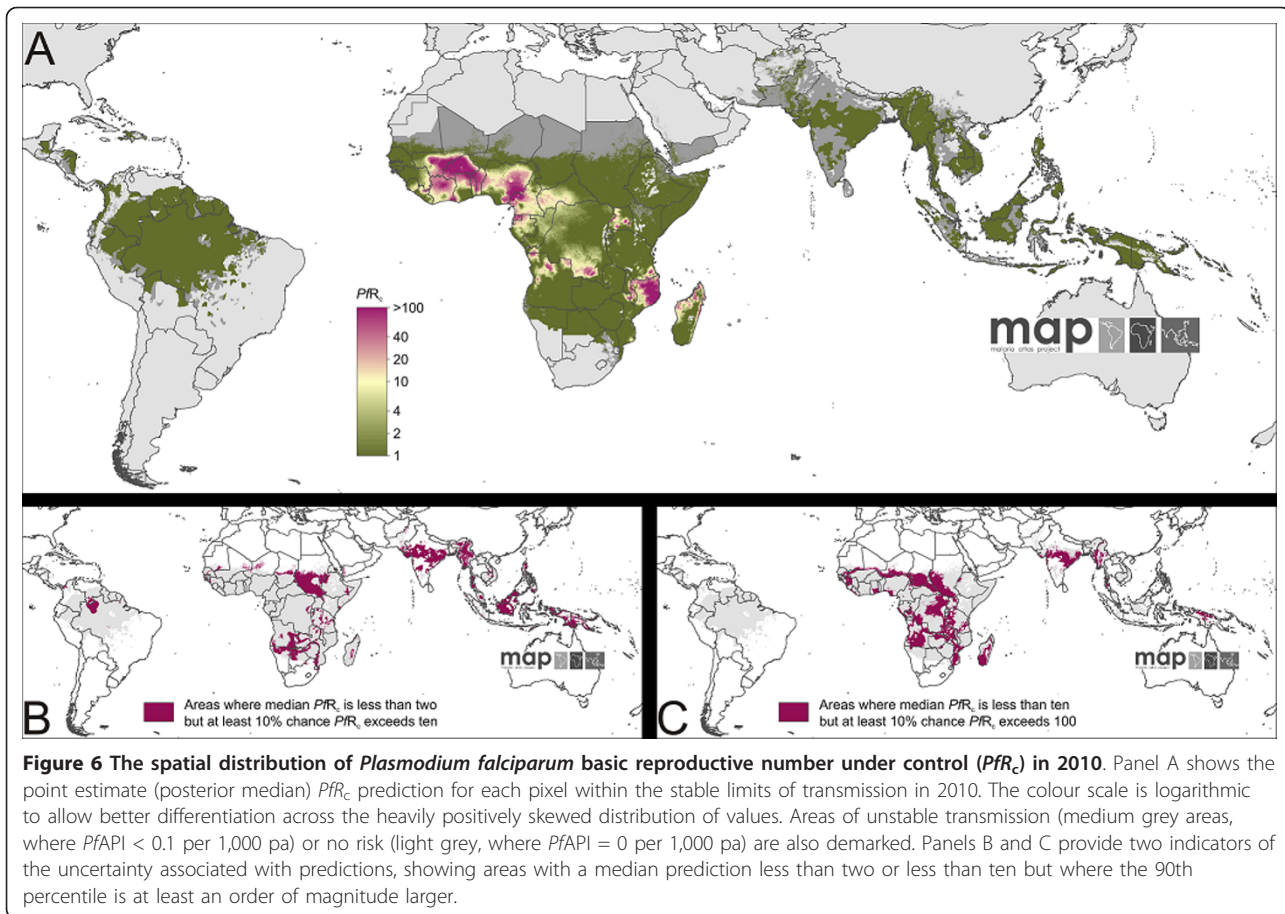 A
PfRc
>100
40
20
10
4
2
1
map
malaria atlas project
B
map
Areas where median PfRc is less than two
but at least 10% chance PfRc exceeds ten
C
map
Areas where median PfRc is less than ten
but at least 10% chance PfRc exceeds 100
Figure 6 The spatial distribution of Plasmodium falciparum basic reproductive number under control (PfRc) in 2010. Panel A shows the
point estimate (posterior median) PfRc prediction for each pixel within the stable limits of transmission in 2010. The colour scale is logarithmic
to allow better differentiation across the heavily positively skewed distribution of values. Areas of unstable transmission (medium grey areas,
where PfAPI < 0.1 per 1,000 pa) or no risk (light grey, where PfAPI = 0 per 1,000 pa) are also demarked. Panels B and C provide two indicators of
the uncertainty associated with predictions, showing areas with a median prediction less than two or less than ten but where the 90th
percentile is at least an order of magnitude larger.